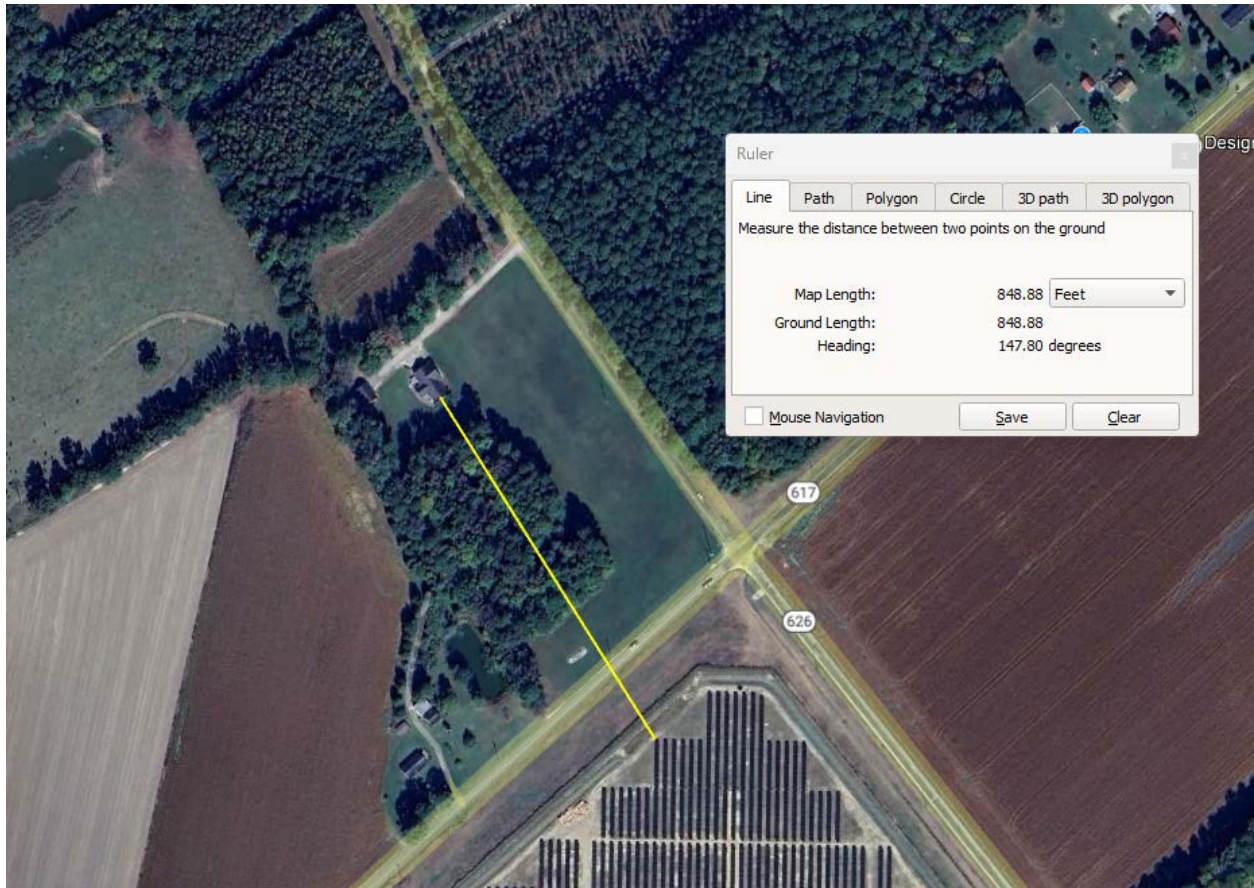 Ruler
Line Path Polygon Circle 3D path 3D polygon
Measure the distance between two points on the ground
Map Length: 848.88 Feet
Ground Length: 848.88
Heading: 147.80 degrees
Mouse Navigation Save Clear
Design
617
626